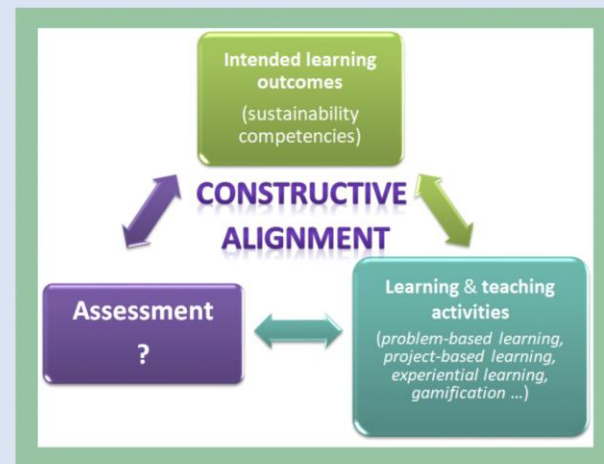 Intended learning
outcomes
(sustainability
competencies)
CONSTRUCTIVE
ALIGNMENT
Assessment
?
Learning & teaching
activities
(problem-based learning,
project-based learning,
experiential learning,
gamification ...)